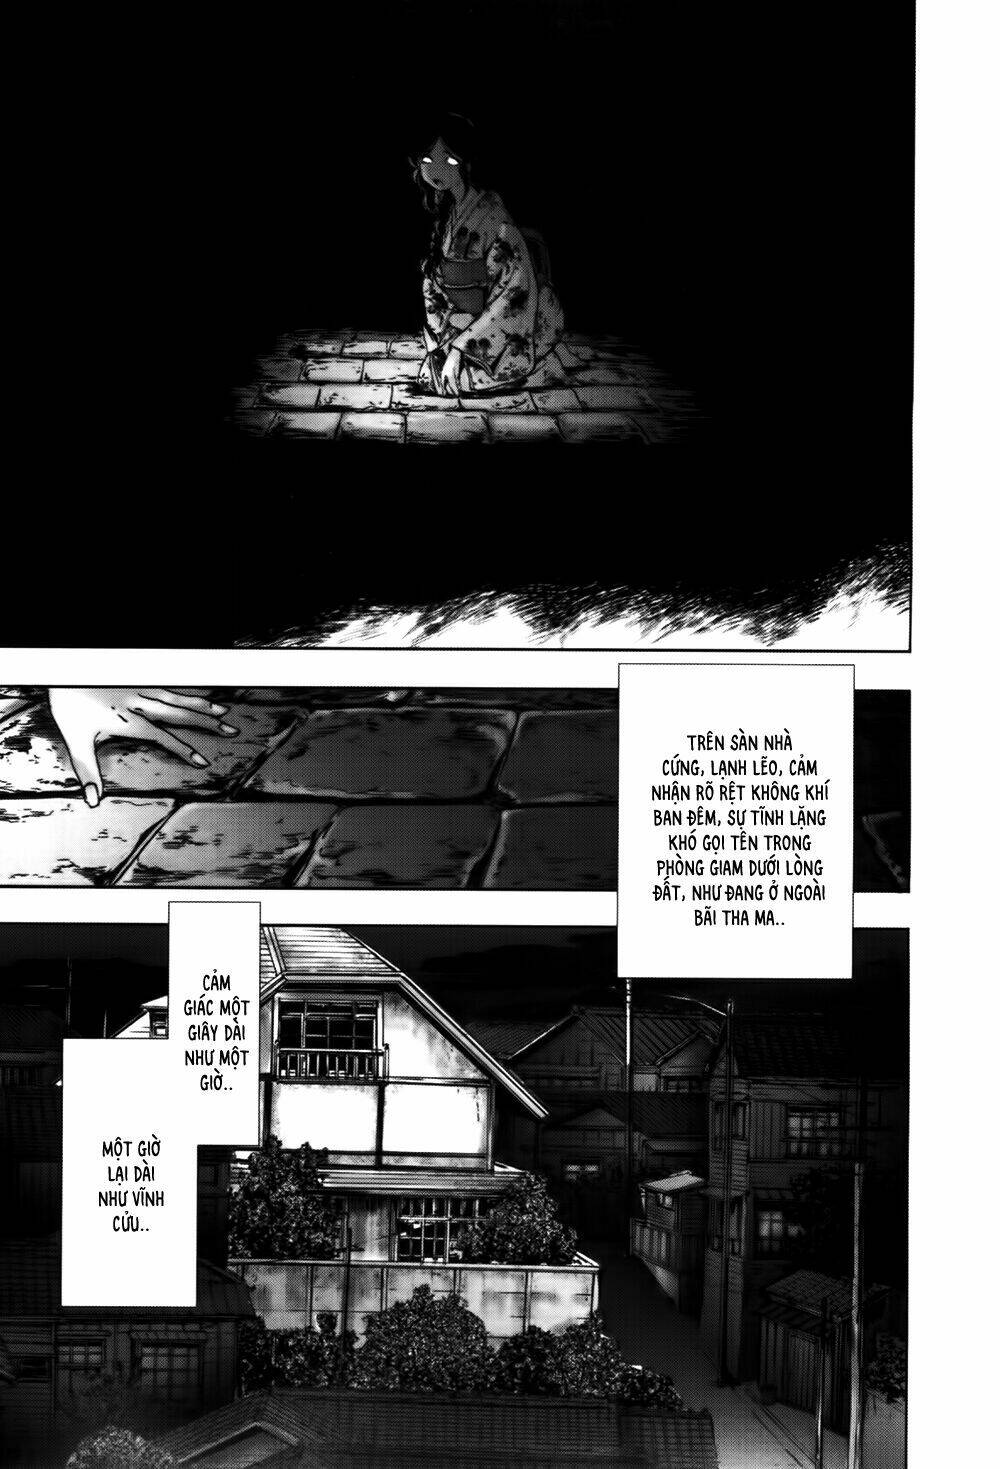 TRÊN SÀN NHÀ
CỨNG, LẠNH LẼO, CẢM
NHẬN RÕ RỆT KHÔNG KHÍ
BAN ĐÊM, SỰ TĨNH LẶNG
KHÓ GỌI TÊN TRONG
PHÒNG GIAM DƯỚI LÒNG
ĐẤT, NHƯ ĐANG Ở NGOÀI
BÃI THA MA..
CẢM
GIÁC MỘT
GIÂY DÀI
NHƯ MỘT
GIỜ..
MỘT GIỜ
LẠI DÀI
NHƯ VĨNH
CỬU..